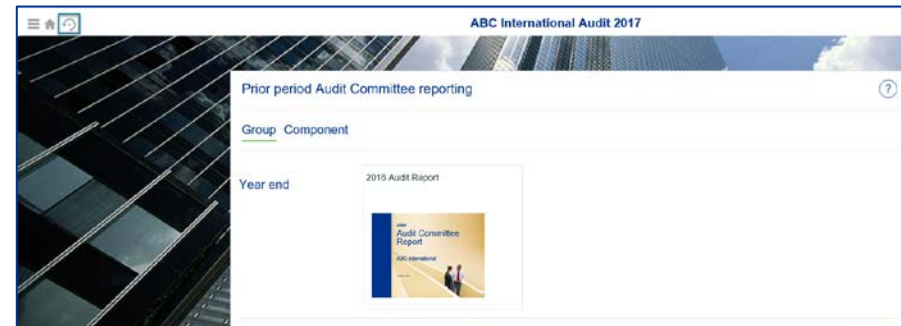 ABC International Audit 2017
Prior period Audit Committee reporting
?
Group Component
Year end
2016 Audit Report
Audit Committee
Report
ABC International